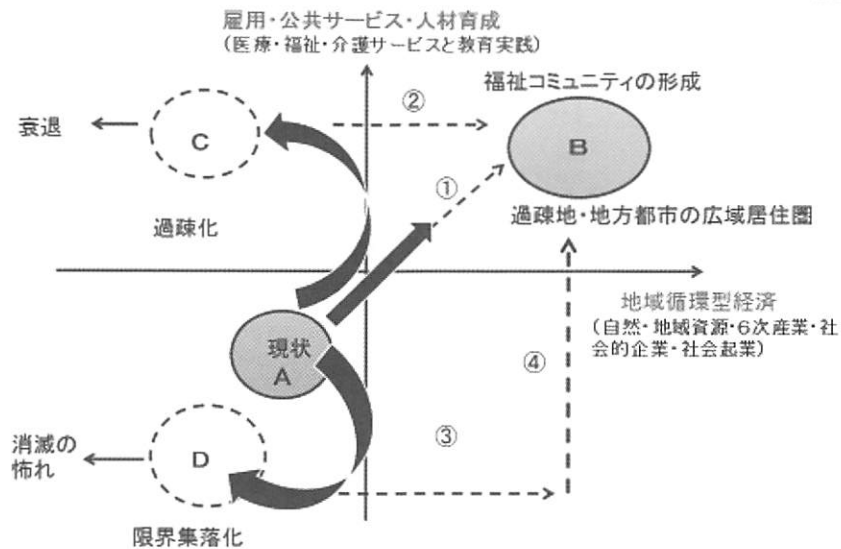 雇用・公共サービス・人材育成
（医療・福祉・介護サービスと教育実践）
福祉コミュニティの形成
②
衰退
C
B
①
過疎化
過疎地・地方都市の広域居住圏
地域循環型経済
（自然・地域資源・6次産業・社
会的企業・社会起業）
現状
A
④
③
消滅の
怖れ
D
限界集落化